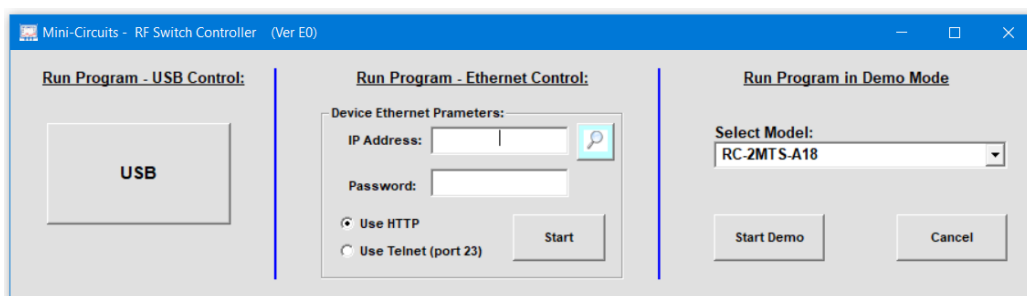 Mini-Circuits - RF Switch Controller (Ver E0)
Run Program - USB Control:
USB
Run Program - Ethernet Control:
Device Ethernet Prameters:
IP Address:
Password:
Use HTTP
Use Telnet (port 23)
Start
Run Program in Demo Mode
Select Model:
RC-2MTS-A18
Start Demo
Cancel